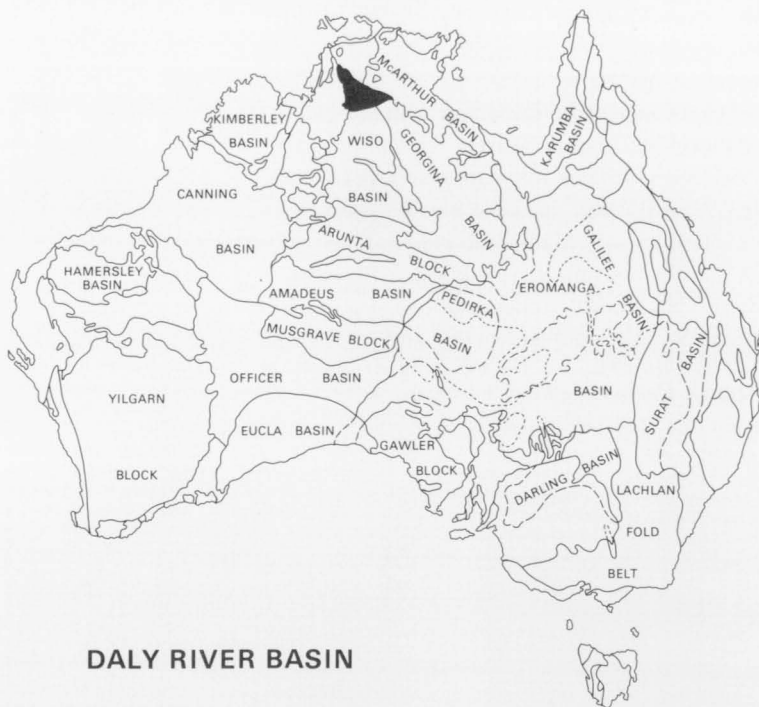 McARTHUR BASIN
KIMBERLEY
BASIN
KARUMBA
BASIN
WISO
BASIN
GEORGINA
BASIN
CANNING
BASIN
ARUNTA
BLOCK
GALILEE
BASIN
HAMERSLEY
BASIN
AMADEUS BASIN
PEDIRKA
BASIN
EROMANGA
BASIN
MUSGRAVE BLOCK
OFFICER BASIN
YILGARN
BLOCK
SURAT
BASIN
EUCLA BASIN
GAWLER
BLOCK
DARLING BASIN
LACHLAN
FOLD
BELT
DALY RIVER BASIN